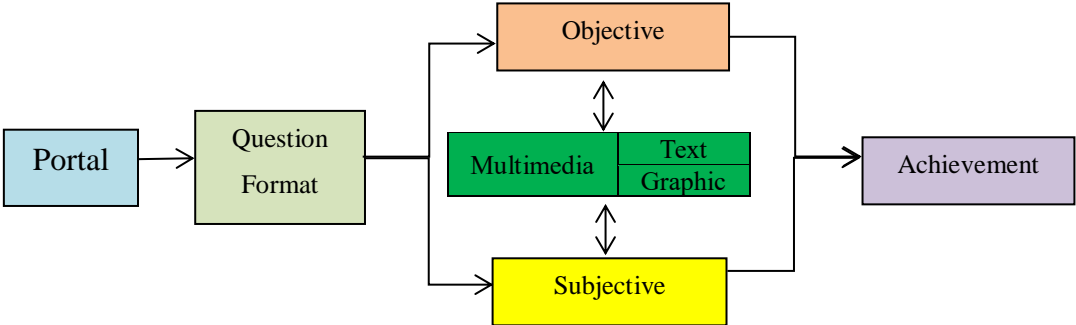 Portal
Question
Format
Objective
Multimedia
Text
Graphic
Subjective
Achievement